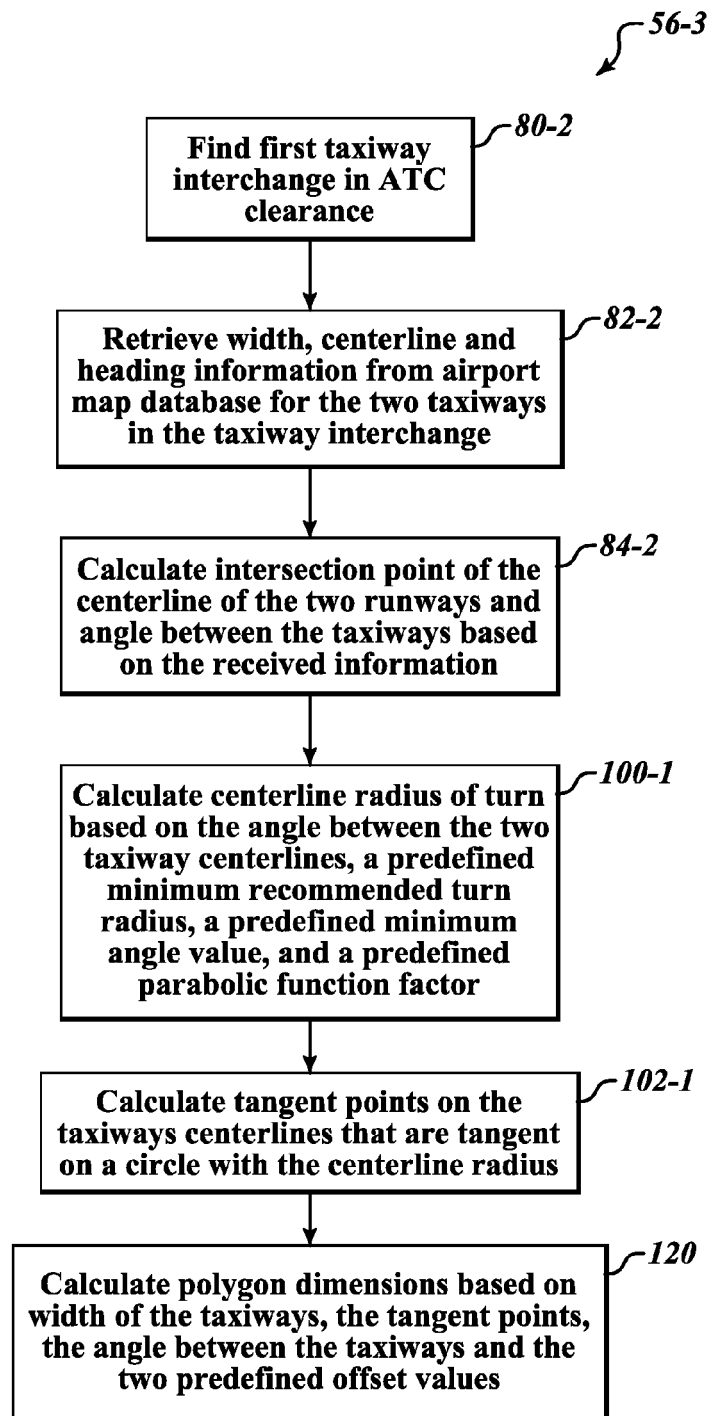 56-3
80-2
Find first taxiway
interchange in ATC
clearance
82-2
Retrieve width, centerline and
heading information from airport
map database for the two taxiways
in the taxiway interchange
84-2
Calculate intersection point of the
centerline of the two runways and
angle between the taxiways based
on the received information
100-1
Calculate centerline radius of turn
based on the angle between the two
taxiway centerlines, a predefined
minimum recommended turn
radius, a predefined minimum
angle value, and a predefined
parabolic function factor
102-1
Calculate tangent points on the
taxiways centerlines that are tangent
on a circle with the centerline radius
120
Calculate polygon dimensions based on
width of the taxiways, the tangent points,
the angle between the taxiways and the
two predefined offset values